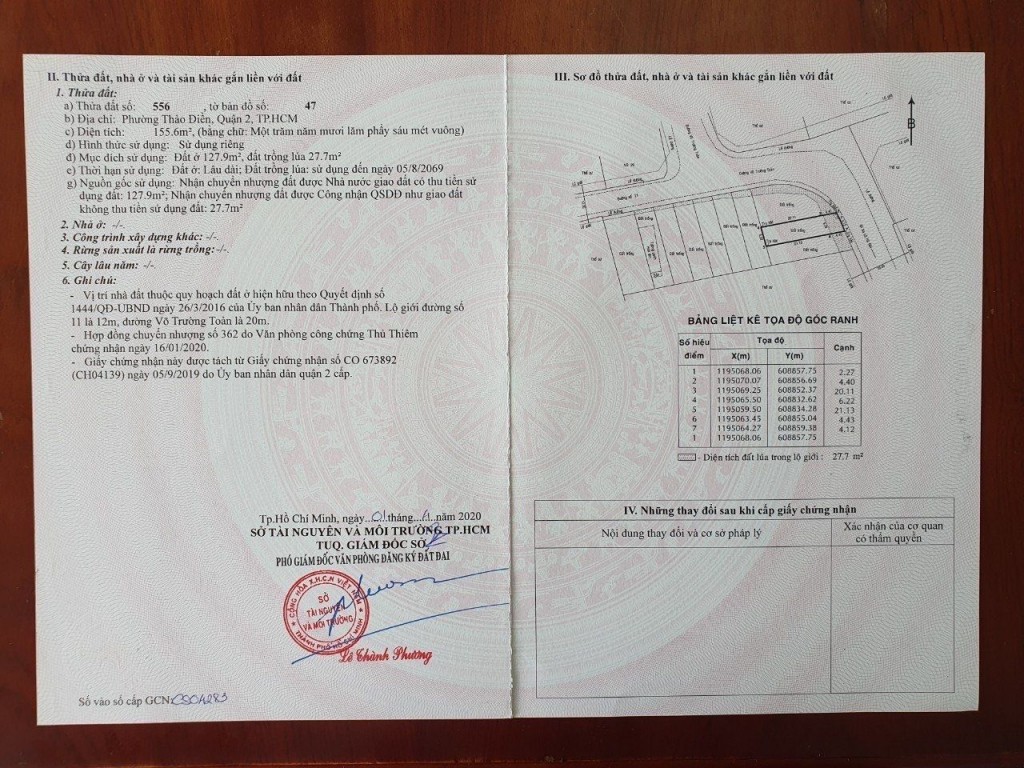 II. Thửa đất, nhà ở và tài sản khác gắn liền với đất
1. Thửa đất:
a) Thửa đất số: 556 , tờ bản đồ số: 47
b) Địa chỉ: Phường Thảo Điền, Quận 2, TP.HCM
c) Diện tích: 155.6m², (bằng chữ: Một trăm năm mươi lăm phẩy sáu mét vuông)
d) Hình thức sử dụng: Sử dụng riêng
đ) Mục đích sử dụng: Đất ở 127.9m², đất trồng lúa 27.7m²
e) Thời hạn sử dụng: Đất ở: Lâu dài; Đất trồng lúa: sử dụng đến ngày 05/8/2069
g) Nguồn gốc sử dụng: Nhận chuyển nhượng đất được Nhà nước giao đất có thu tiền sử
dụng đất: 127.9m²; Nhận chuyển nhượng đất được Công nhận QSDĐ như giao đất
không thu tiền sử dụng đất: 27.7m²
2. Nhà ở: -/-.
3. Công trình xây dựng khác: -/-.
4. Rừng sản xuất là rừng trồng: -/-.
5. Cây lâu năm: -/-.
6. Ghi chú:
- Vị trí nhà đất thuộc quy hoạch đất ở hiện hữu theo Quyết định số
1444/QĐ-UBND ngày 26/3/2016 của Ủy ban nhân dân Thành phố. Lộ giới đường số
11 là 12m, đường Võ Trường Toản là 20m.
- Hợp đồng chuyển nhượng số 362 do Văn phòng công chứng Thủ Thiêm
chứng nhận ngày 16/01/2020.
- Giấy chứng nhận này được tách từ Giấy chứng nhận số CO 673892
(CH04139) ngày 05/9/2019 do Ủy ban nhân dân quận 2 cấp.
Tp.Hồ Chí Minh, ngày 01 tháng năm 2020
SỞ TÀI NGUYÊN VÀ MÔI TRƯỜNG TP.HCM
TUQ. GIÁM ĐỐC SỞ
PHÓ GIÁM ĐỐC VĂN PHÒNG ĐĂNG KÝ ĐẤT ĐAI
CỘNG HÒA X.H.C.N VIỆT NAM
SỞ
TÀI NGUYÊN
VÀ MÔI TRƯỜNG
THÀNH PHỐ HỒ CHÍ MINH
Lê Thành Phương
Số vào sổ cấp GCN: CS04283
III. Sơ đồ thửa đất, nhà ở và tài sản khác gắn liền với đất
B
BẢNG LIỆT KÊ TỌA ĐỘ GÓC RANH
Số hiệu điểm Tọa độ Cạnh
X(m) Y(m)
1 1195068.06 608857.75 2.27
2 1195070.07 608856.69 4.40
3 1195069.25 608852.37 20.11
4 1195065.50 608832.62 6.22
5 1195059.50 608834.28 21.13
6 1195063.45 608855.04 4.43
7 1195064.27 608859.38 4.12
1 1195068.06 608857.75
- Diện tích đất lúa trong lộ giới : 27.7 m²
IV. Những thay đổi sau khi cấp giấy chứng nhận
Nội dung thay đổi và cơ sở pháp lý
Xác nhận của cơ quan
có thẩm quyền